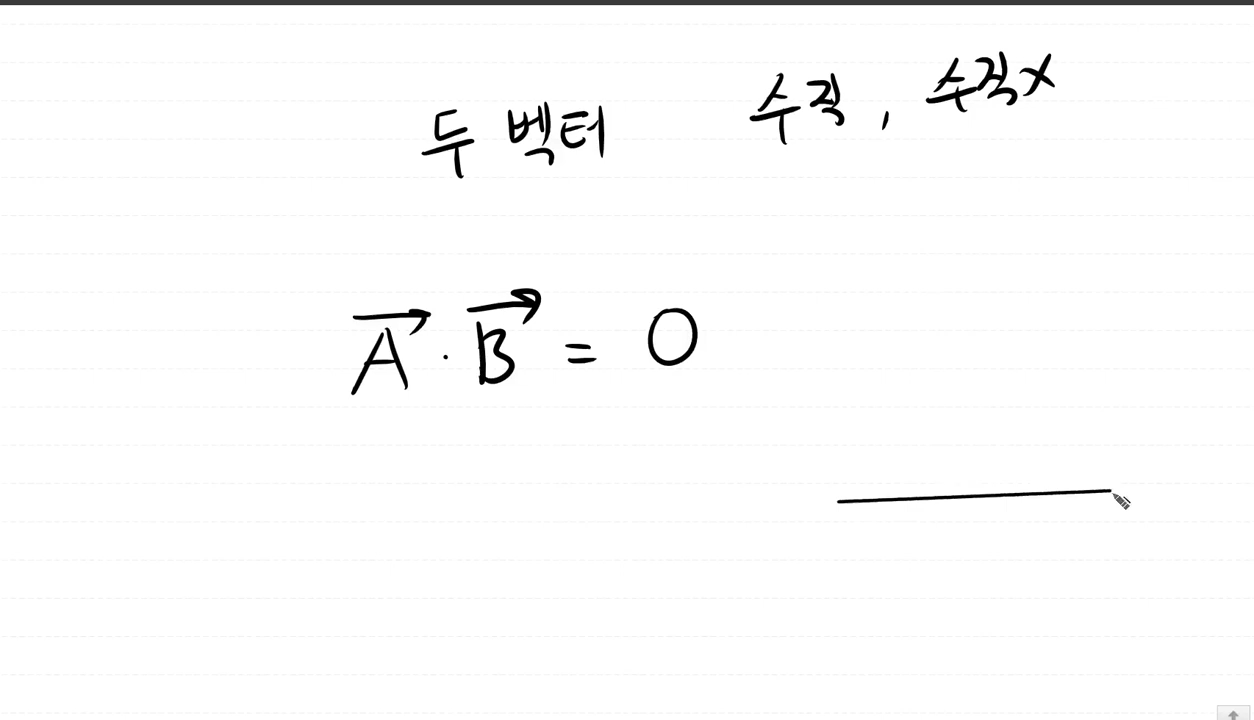 두 벡터 수직, 수직X
A⃗ · B⃗ = 0